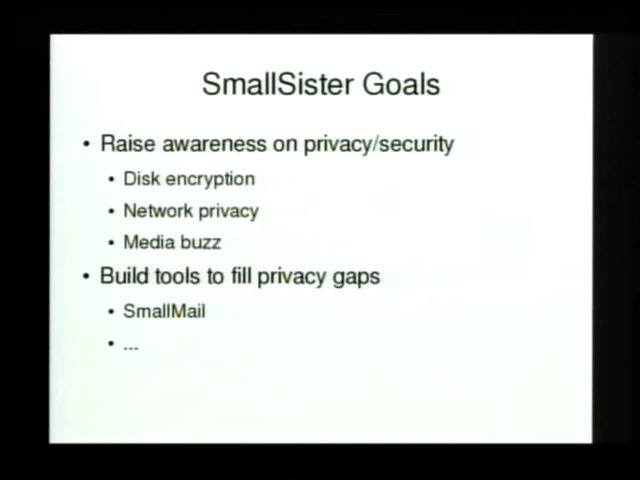 SmallSister Goals
• Raise awareness on privacy/security
• Disk encryption
• Network privacy
• Media buzz
• Build tools to fill privacy gaps
• SmallMail
• ...